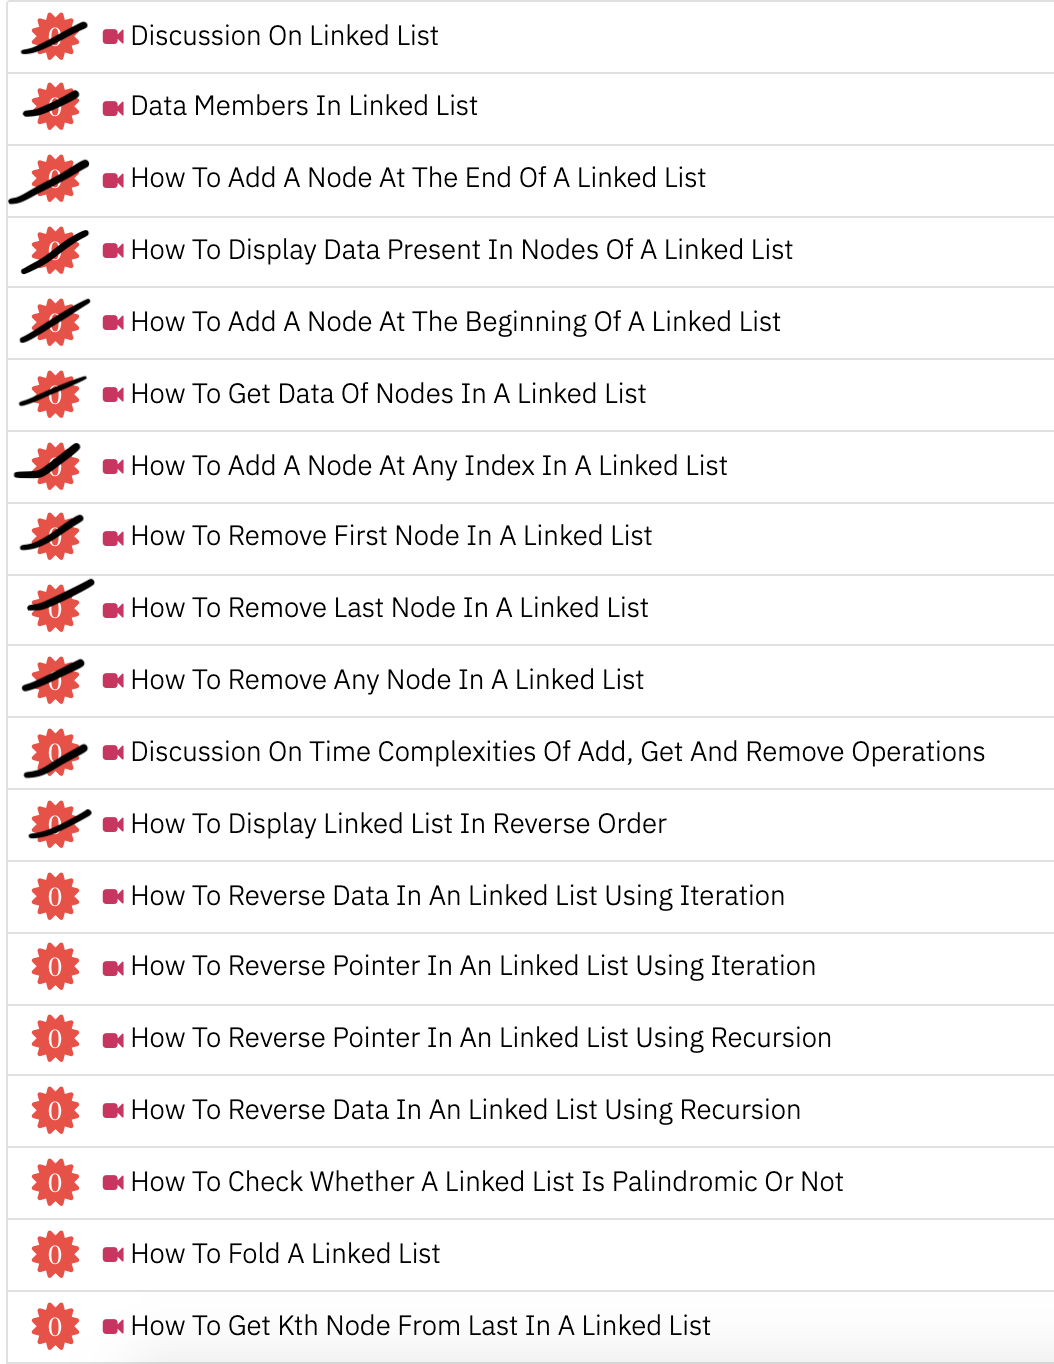 0 Discussion On Linked List
0 Data Members In Linked List
0 How To Add A Node At The End Of A Linked List
0 How To Display Data Present In Nodes Of A Linked List
0 How To Add A Node At The Beginning Of A Linked List
0 How To Get Data Of Nodes In A Linked List
0 How To Add A Node At Any Index In A Linked List
0 How To Remove First Node In A Linked List
0 How To Remove Last Node In A Linked List
0 How To Remove Any Node In A Linked List
0 Discussion On Time Complexities Of Add, Get And Remove Operations
0 How To Display Linked List In Reverse Order
0 How To Reverse Data In An Linked List Using Iteration
0 How To Reverse Pointer In An Linked List Using Iteration
0 How To Reverse Pointer In An Linked List Using Recursion
0 How To Reverse Data In An Linked List Using Recursion
0 How To Check Whether A Linked List Is Palindromic Or Not
0 How To Fold A Linked List
0 How To Get Kth Node From Last In A Linked List